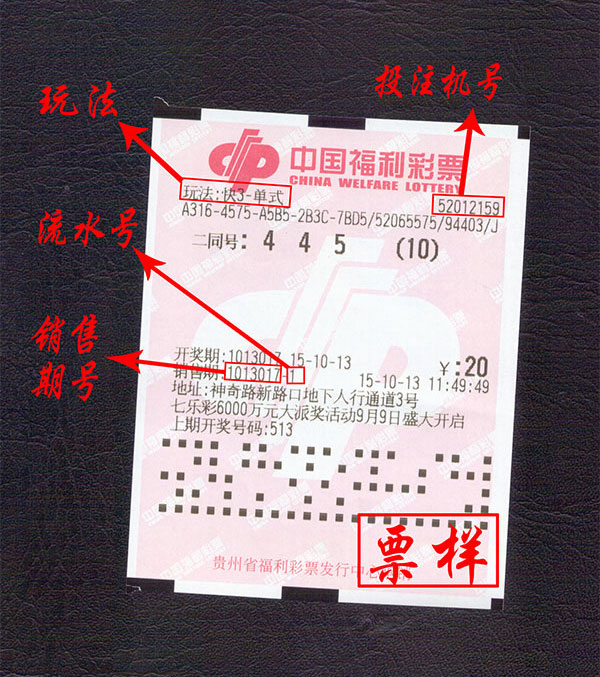 玩法
投注机号
流水号
销售
期号
中国福利彩票
CHINA WELFARE LOTTERY
玩法:快3-单式
52012159
A316-4575-A5B5-2B3C-7BD5/52065575/94403/J
二同号: 4 4 5 (10)
开奖期:1013017 15-10-13
¥:20
销售期:1013017-1 15-10-13 11:49:49
地址:神奇路新路口地下人行通道3号
七乐彩6000万元大派奖活动9月9日盛大开启
上期开奖号码:513
票样
贵州省福利彩票发行中心